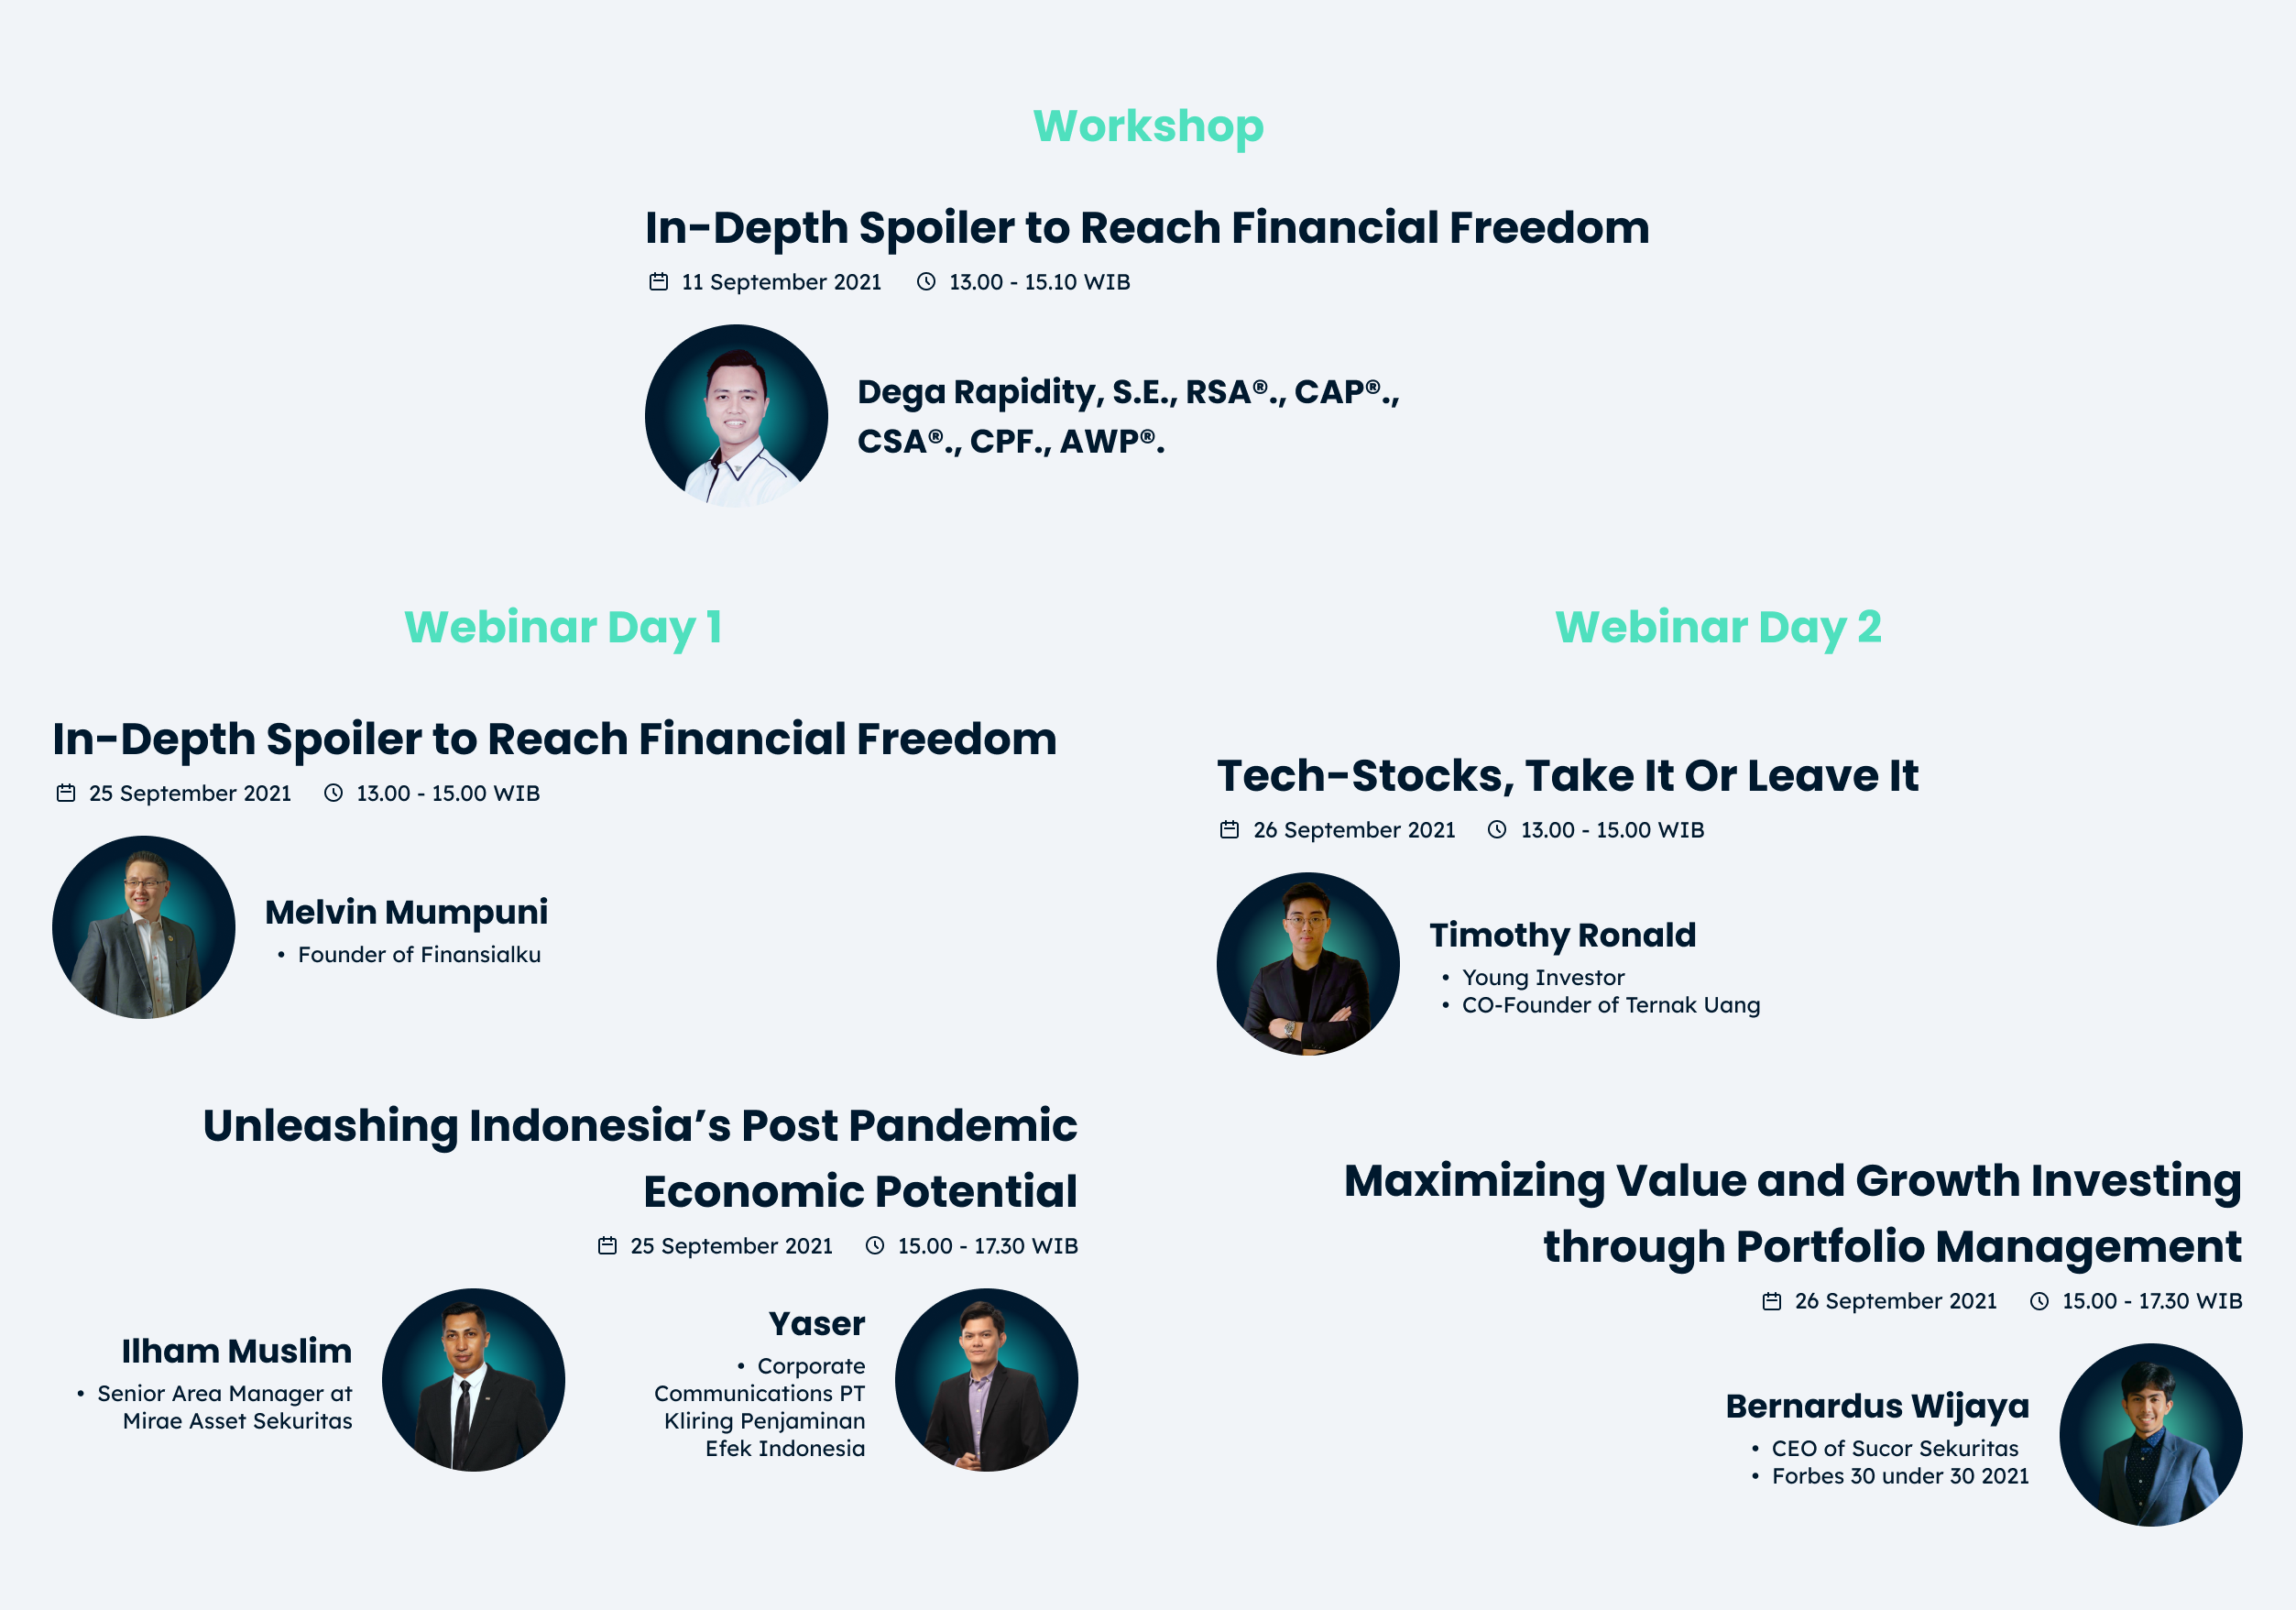 Workshop
In-Depth Spoiler to Reach Financial Freedom
11 September 2021 13.00 - 15.10 WIB
Dega Rapidity, S.E., RSA®., CAP®.,
CSA®., CPF., AWP®.
Webinar Day 1
In-Depth Spoiler to Reach Financial Freedom
25 September 2021 13.00 - 15.00 WIB
Melvin Mumpuni
• Founder of Finansialku
Unleashing Indonesia’s Post Pandemic
Economic Potential
25 September 2021 15.00 - 17.30 WIB
Ilham Muslim
• Senior Area Manager at
Mirae Asset Sekuritas
Yaser
• Corporate
Communications PT
Kliring Penjaminan
Efek Indonesia
Webinar Day 2
Tech-Stocks, Take It Or Leave It
26 September 2021 13.00 - 15.00 WIB
Timothy Ronald
• Young Investor
• CO-Founder of Ternak Uang
Maximizing Value and Growth Investing
through Portfolio Management
26 September 2021 15.00 - 17.30 WIB
Bernardus Wijaya
• CEO of Sucor Sekuritas
• Forbes 30 under 30 2021